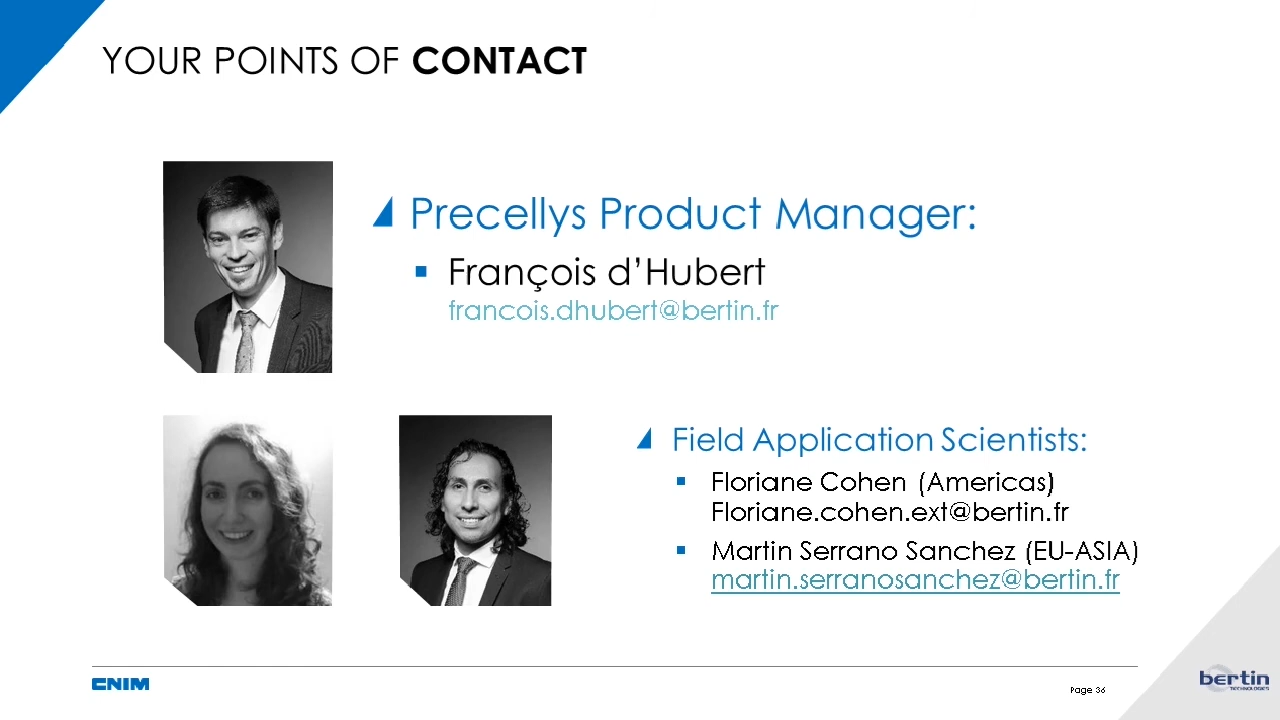 YOUR POINTS OF CONTACT
Precellys Product Manager:
François d’Hubert
francois.dhubert@bertin.fr
Field Application Scientists:
Floriane Cohen (Americas)
Floriane.cohen.ext@bertin.fr
Martin Serrano Sanchez (EU-ASIA)
martin.serranosanchez@bertin.fr
CNIM
Page 36
bertin
TECHNOLOGIES